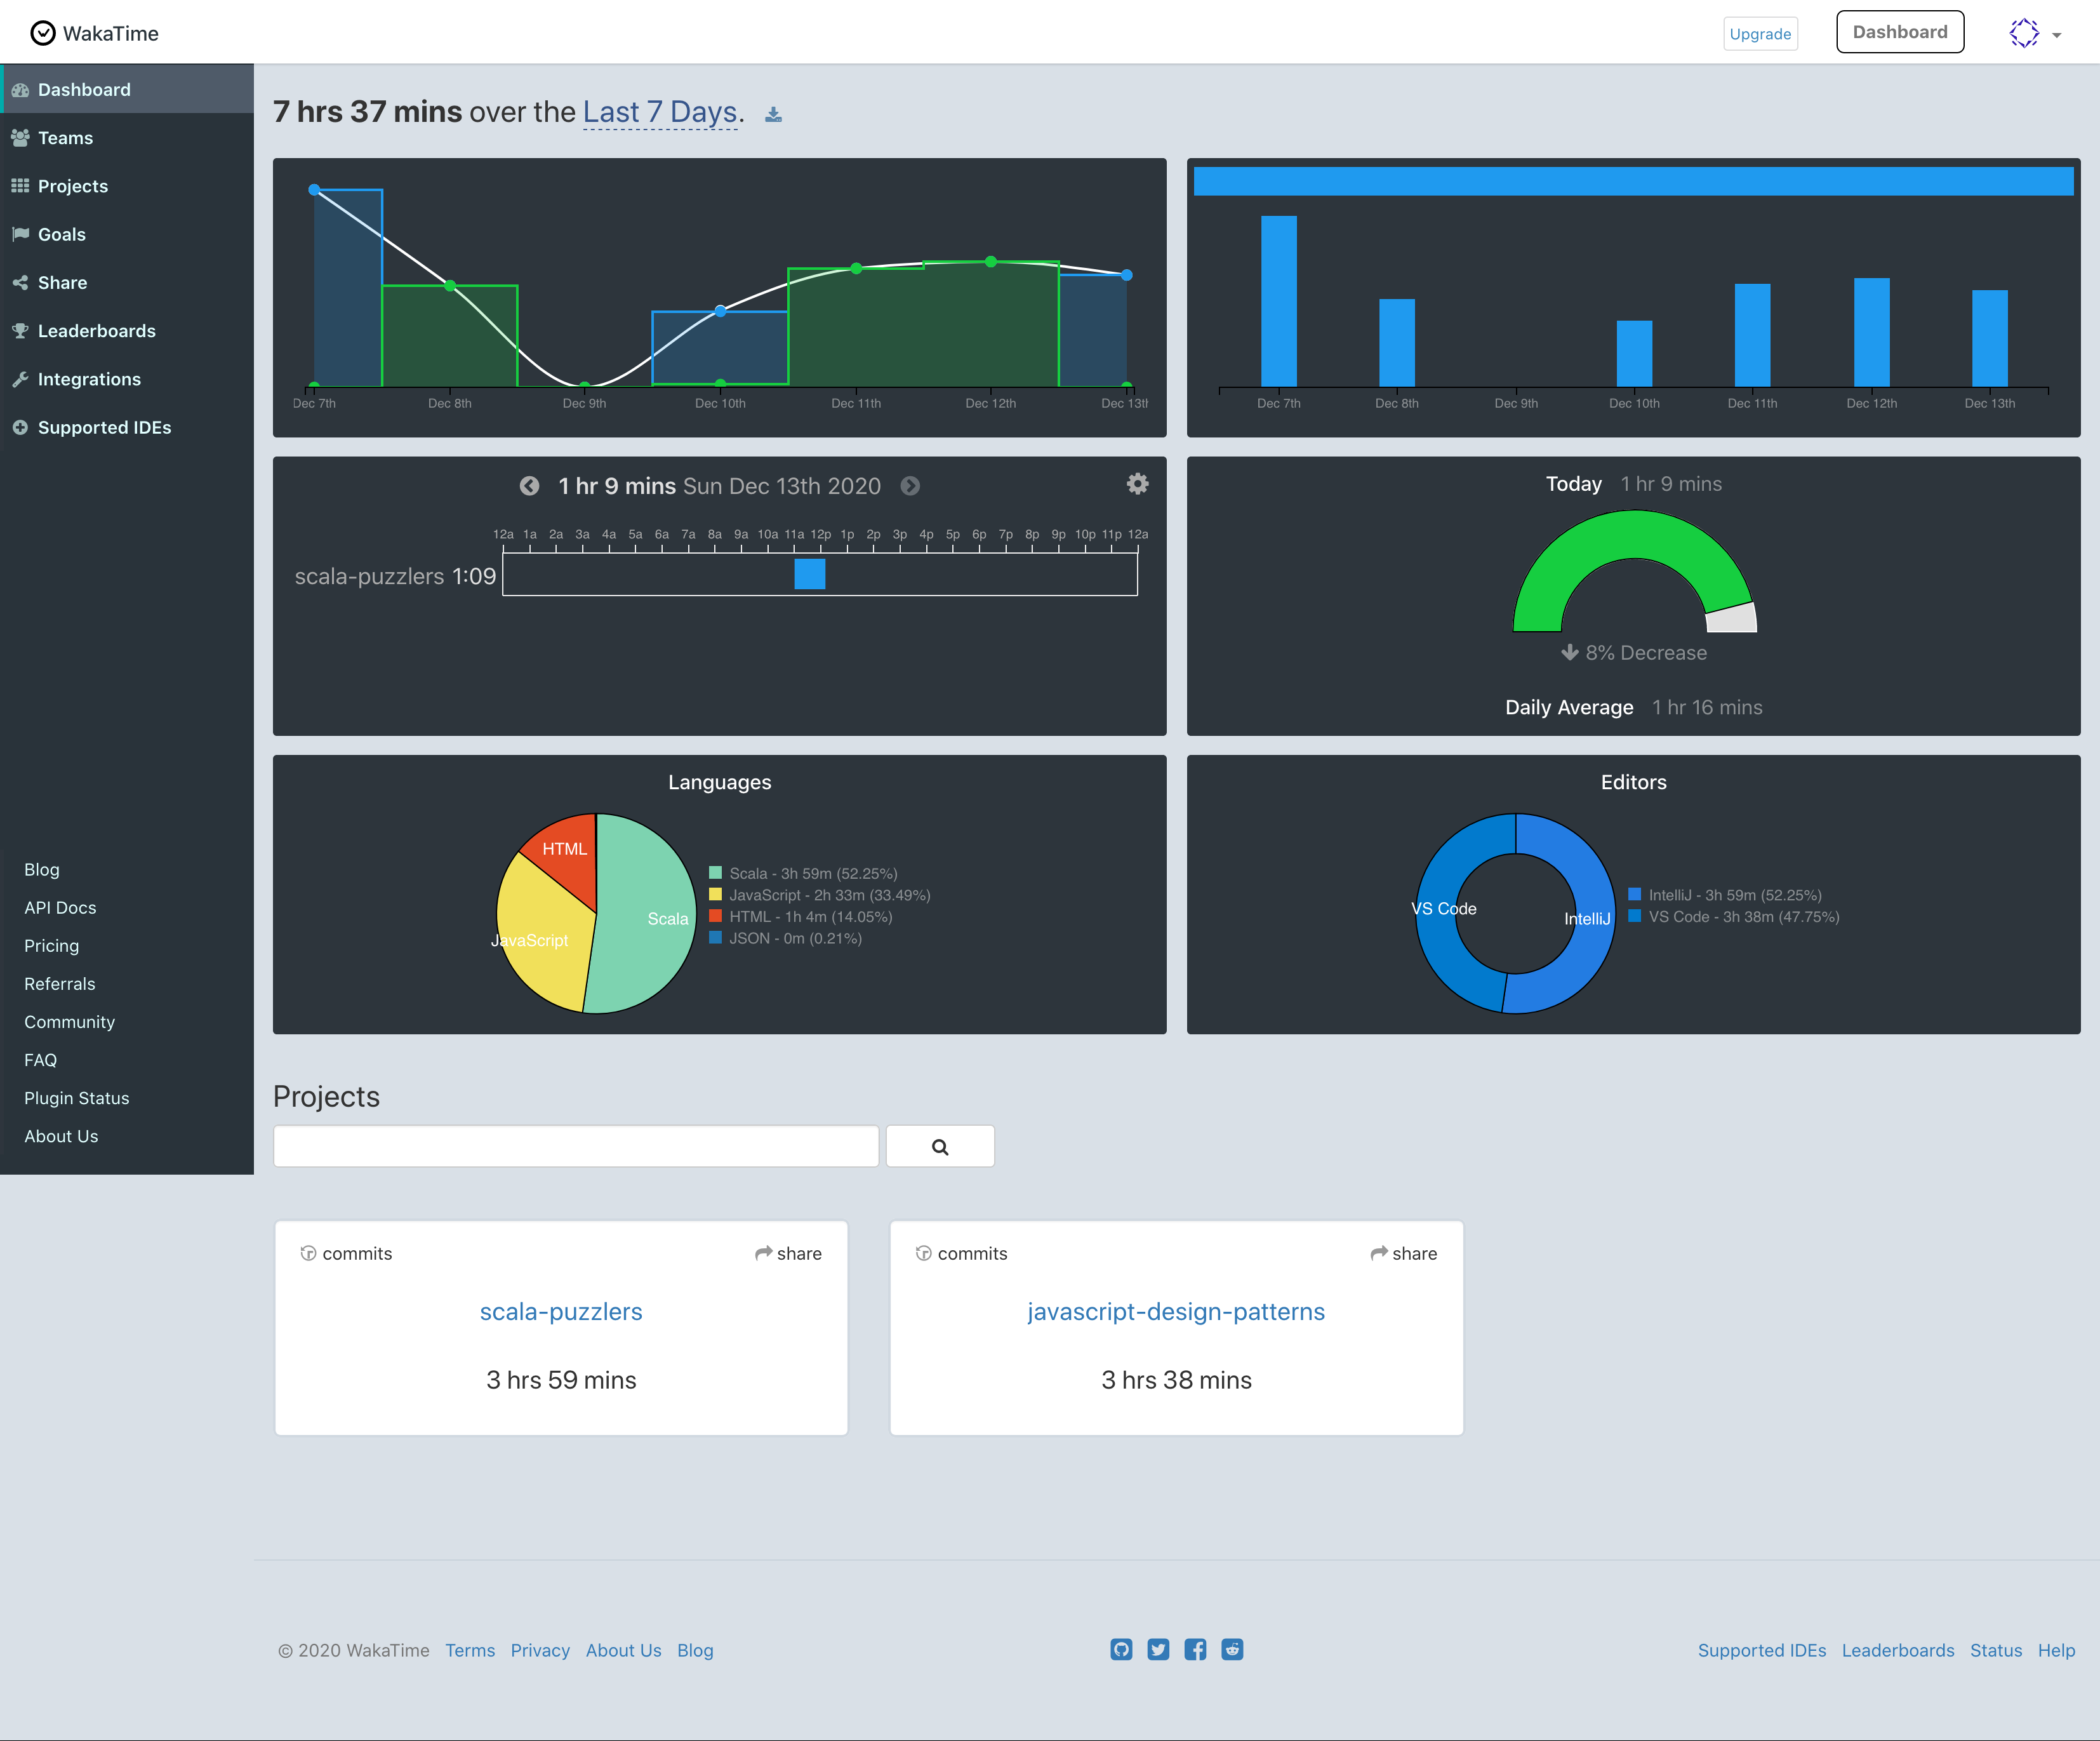 WakaTime
Upgrade
Dashboard
Dashboard
Teams
Projects
Goals
Share
Leaderboards
Integrations
Supported IDEs
Blog
API Docs
Pricing
Referrals
Community
FAQ
Plugin Status
About Us
7 hrs 37 mins over the Last 7 Days.
Dec 7th Dec 8th Dec 9th Dec 10th Dec 11th Dec 12th Dec 13th
Dec 7th Dec 8th Dec 9th Dec 10th Dec 11th Dec 12th Dec 13th
1 hr 9 mins Sun Dec 13th 2020
12a 1a 2a 3a 4a 5a 6a 7a 8a 9a 10a 11a 12p 1p 2p 3p 4p 5p 6p 7p 8p 9p 10p 11p 12a
scala-puzzlers 1:09
Today 1 hr 9 mins
8% Decrease
Daily Average 1 hr 16 mins
Languages
HTML
Scala
JavaScript
Scala - 3h 59m (52.25%)
JavaScript - 2h 33m (33.49%)
HTML - 1h 4m (14.05%)
JSON - 0m (0.21%)
Editors
VS Code
IntelliJ
IntelliJ - 3h 59m (52.25%)
VS Code - 3h 38m (47.75%)
Projects
commits share
scala-puzzlers
3 hrs 59 mins
commits share
javascript-design-patterns
3 hrs 38 mins
© 2020 WakaTime Terms Privacy About Us Blog
Supported IDEs Leaderboards Status Help